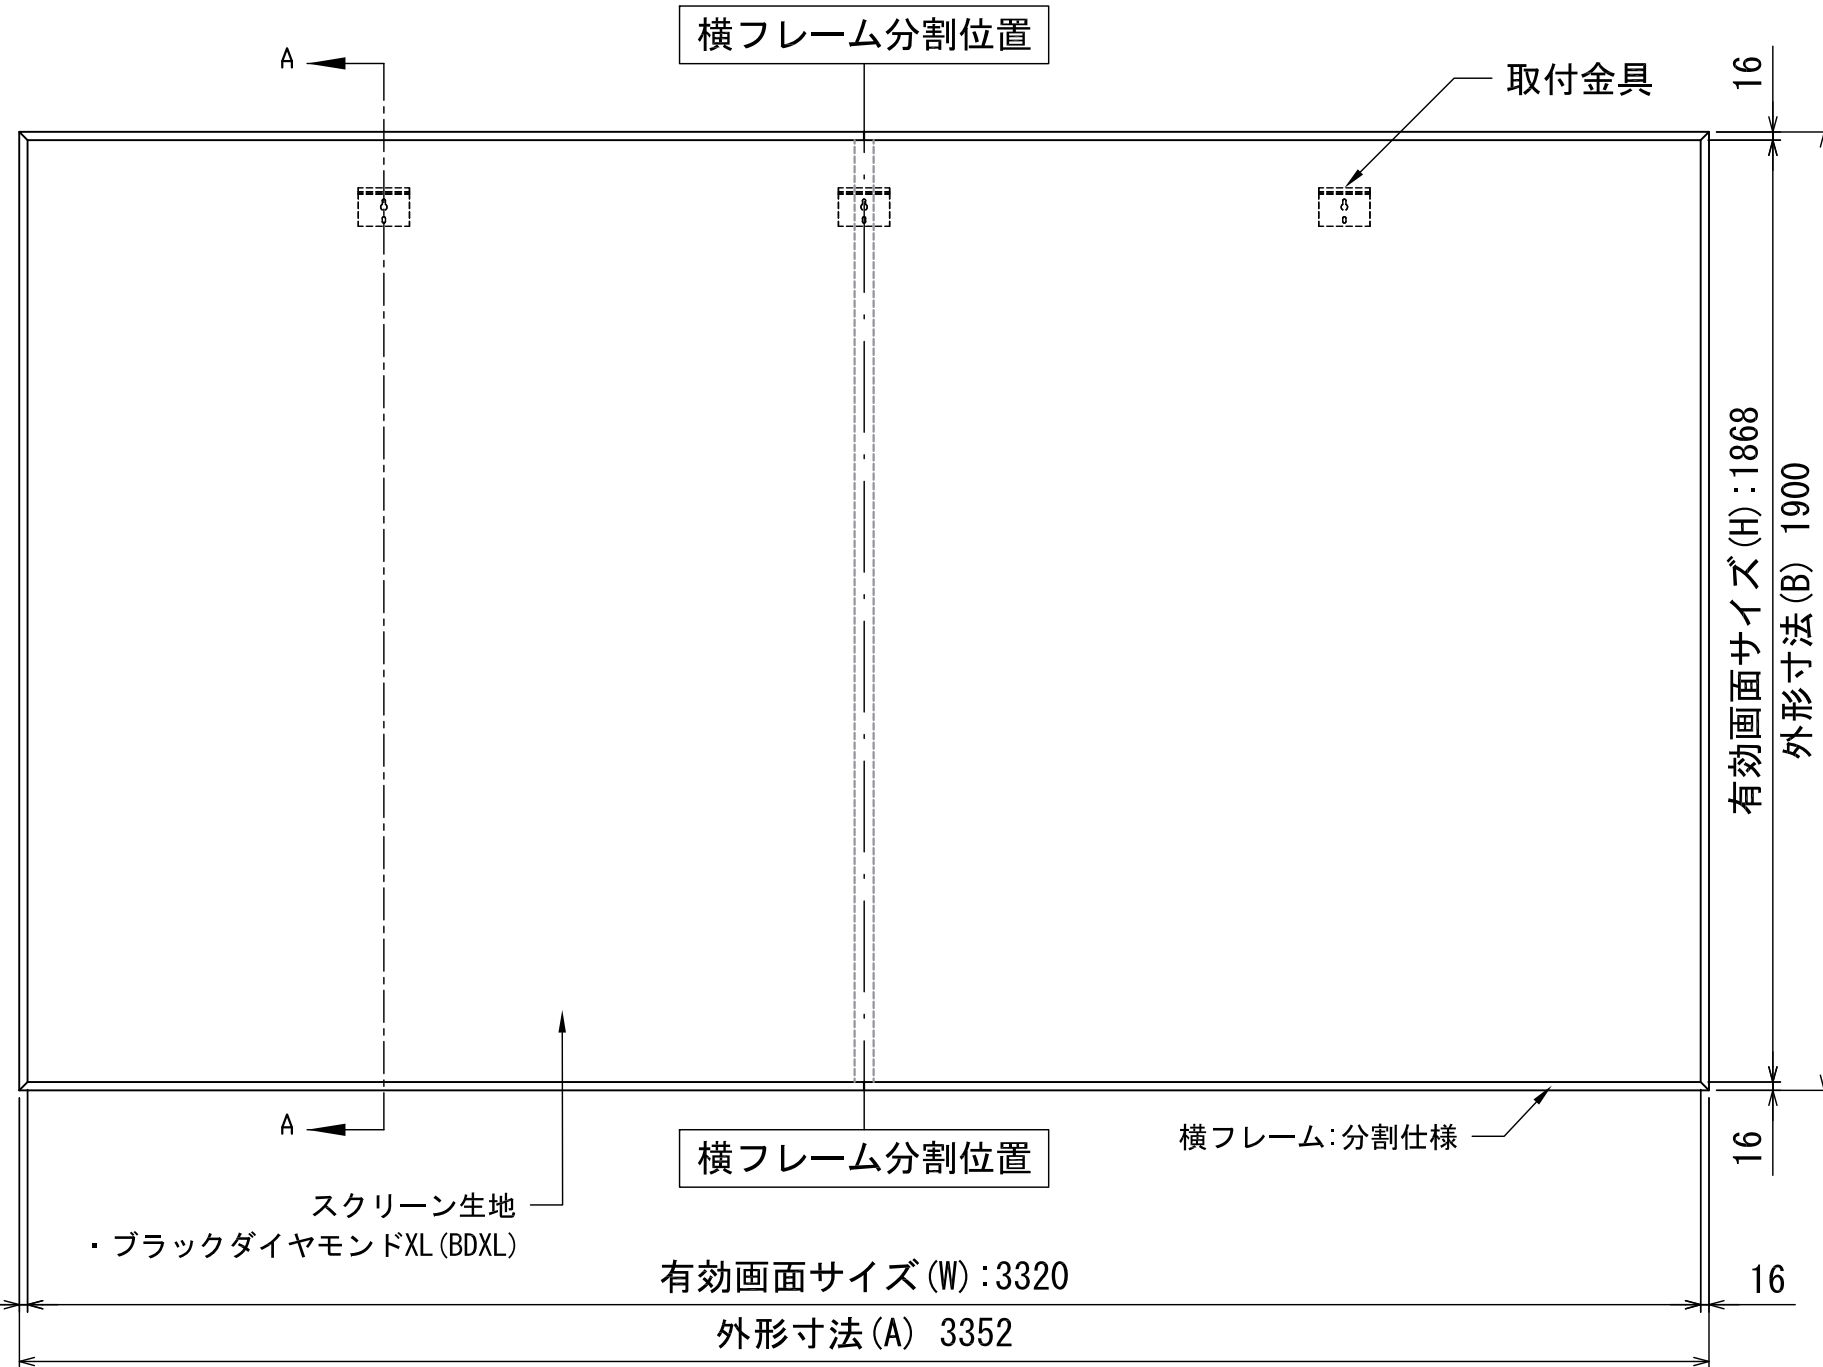 横フレーム分割位置
A
取付金具
16
有効画面サイズ(H):1868
外形寸法(B) 1900
A
横フレーム分割位置
横フレーム:分割仕様
16
スクリーン生地
・ブラックダイヤモンドXL(BDXL)
有効画面サイズ(W):3320
16
外形寸法(A) 3352